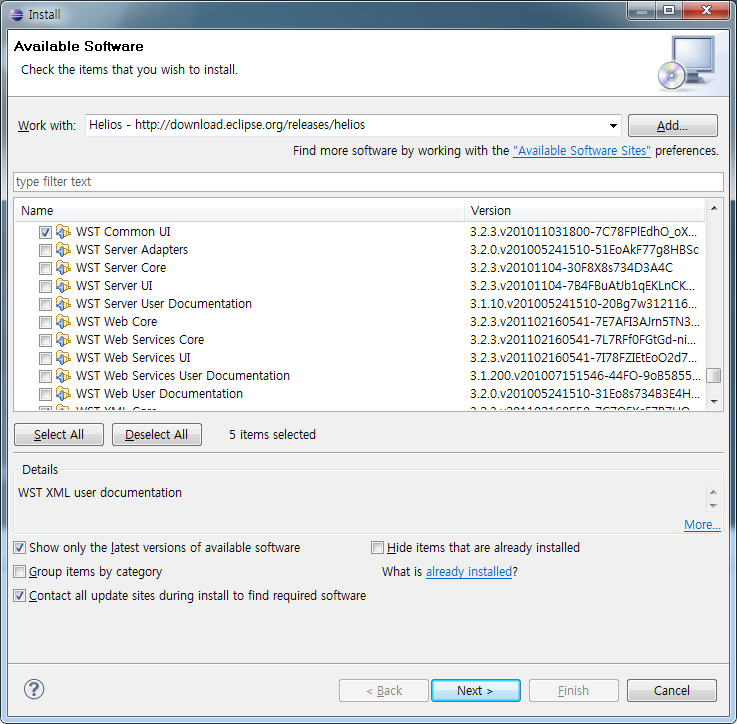 Install
Available Software
Check the items that you wish to install.
Work with: Helios - http://download.eclipse.org/releases/helios Add...
Find more software by working with the "Available Software Sites" preferences.
type filter text
Name Version
WST Common UI 3.2.3.v201011031800-7C78FPlEdhO_oX...
WST Server Adapters 3.2.0.v201005241510-51EoAkF77g8HBSc
WST Server Core 3.2.3.v20101104-30F8X8s734D3A4C
WST Server UI 3.2.3.v20101104-7B4FBuAtJb1qEKLnCK...
WST Server User Documentation 3.1.10.v201005241510-20Bg7w312116...
WST Web Core 3.2.3.v201102160541-7E7AFI3AJrn5TN3...
WST Web Services Core 3.2.3.v201102160541-7L7RFf0FGtGd-ni...
WST Web Services UI 3.2.3.v201102160541-7I78FZIEtEoO2d7...
WST Web Services User Documentation 3.1.200.v201007151546-44FO-9oB5855...
WST Web User Documentation 3.2.0.v201005241510-31Eo8s734B3E4H...
WST XML Core
Select All Deselect All 5 items selected
Details
WST XML user documentation
More...
Show only the latest versions of available software Hide items that are already installed
Group items by category What is already installed?
Contact all update sites during install to find required software
? < Back Next > Finish Cancel